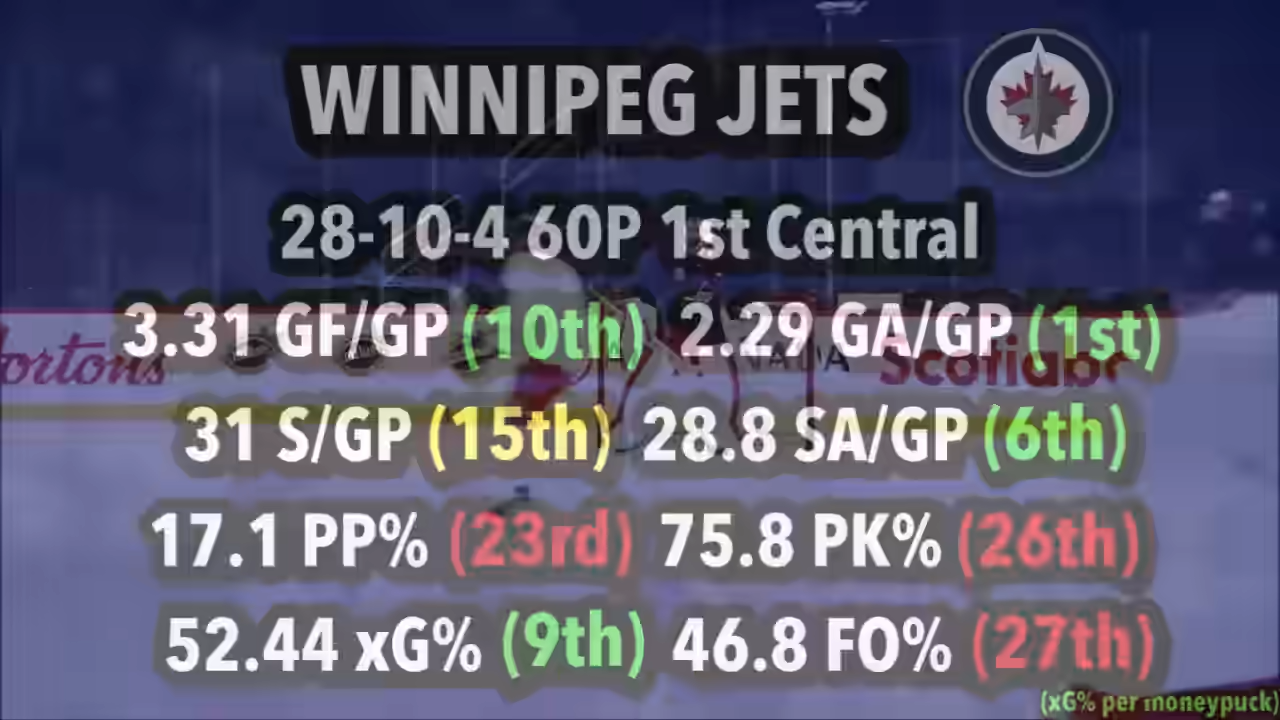 WINNIPEG JETS
28-10-4 60P 1st Central
3.31 GF/GP (10th) 2.29 GA/GP (1st)
31 S/GP (15th) 28.8 SA/GP (6th)
17.1 PP% (23rd) 75.8 PK% (26th)
52.44 xG% (9th) 46.8 FO% (27th)
(xG% per moneypuck)